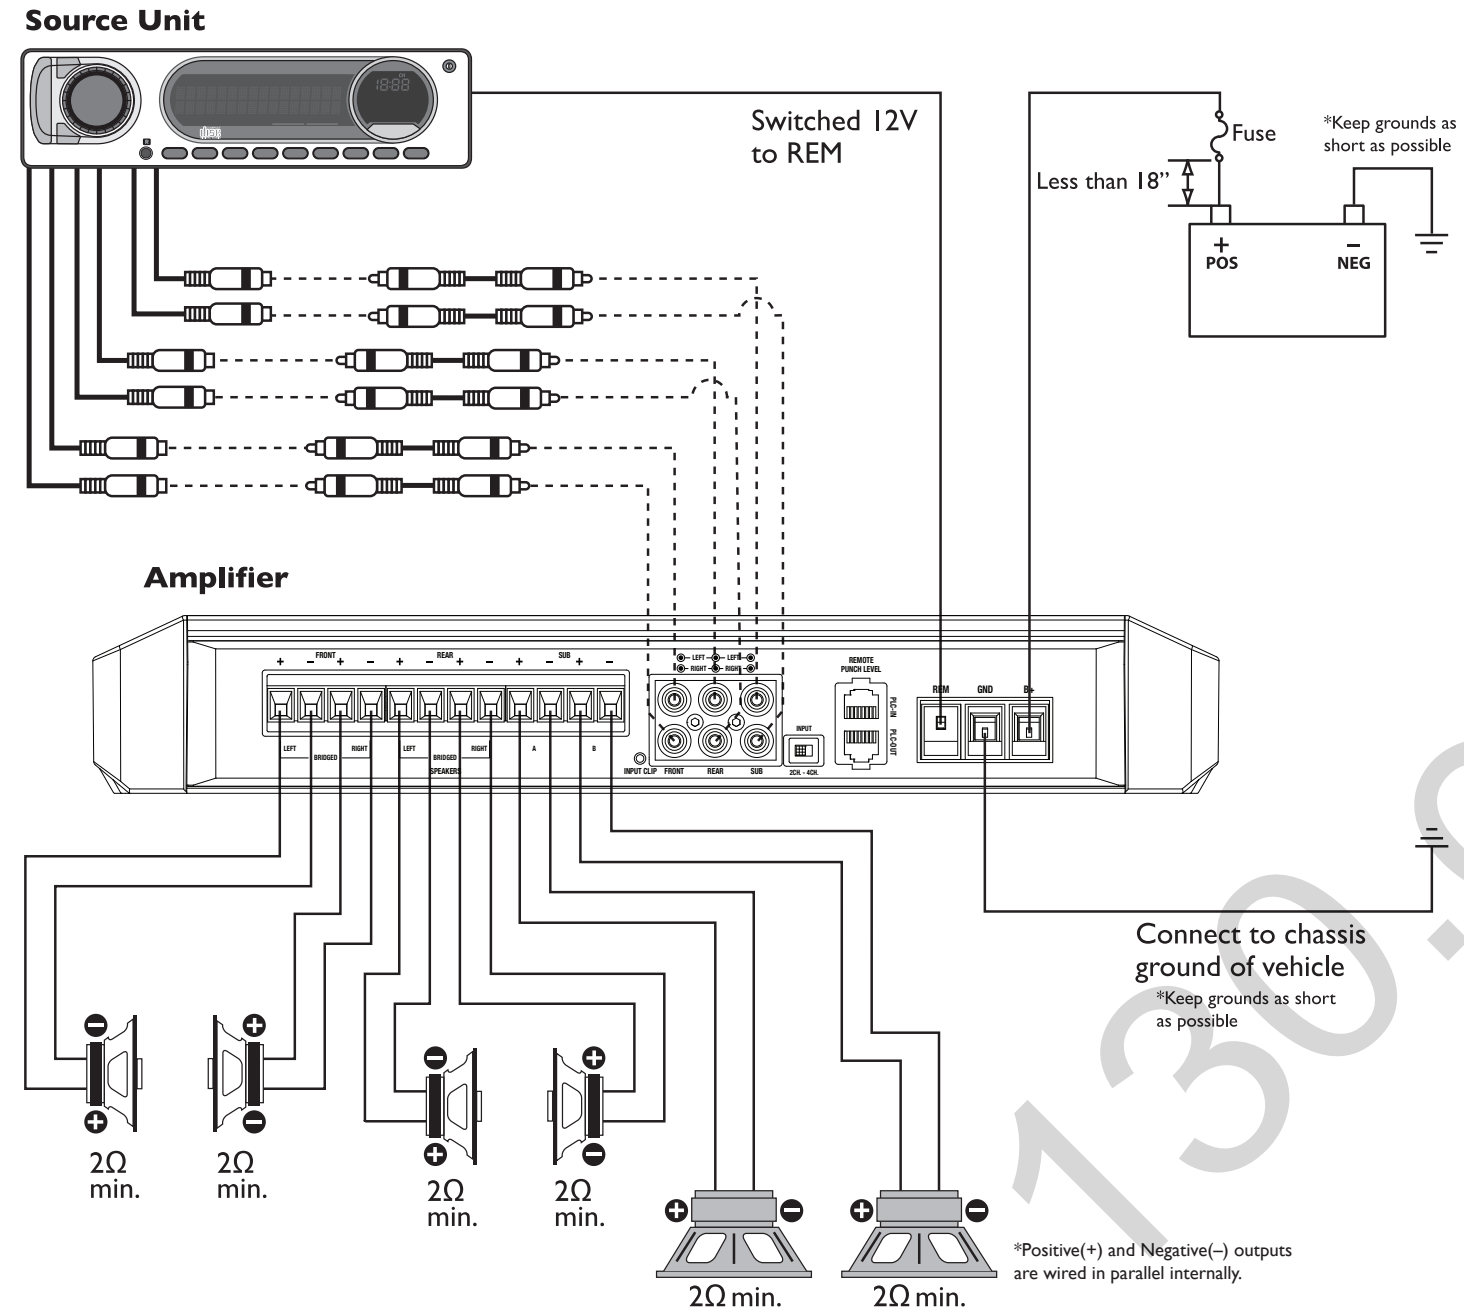 Source Unit
CH
18:88
disc
Switched 12V
to REM
Fuse
Less than 18”
*Keep grounds as
short as possible
+
POS
–
NEG
Amplifier
FRONT
REAR
SUB
+ – + – + – + – + – + –
LEFT
BRIDGED
RIGHT
LEFT
BRIDGED
RIGHT
A
B
SPEAKERS
LEFT
LEFT
RIGHT
RIGHT
INPUT CLIP
FRONT
REAR
SUB
INPUT
2CH. - 4CH.
REMOTE
PUNCH LEVEL
PLC-IN
PLC-OUT
REM
GND
B+
Connect to chassis
ground of vehicle
*Keep grounds as short
as possible
– +
+ –
– +
+ –
2Ω
min.
2Ω
min.
2Ω
min.
2Ω
min.
+ –
+ –
2Ω min.
2Ω min.
*Positive(+) and Negative(–) outputs
are wired in parallel internally.